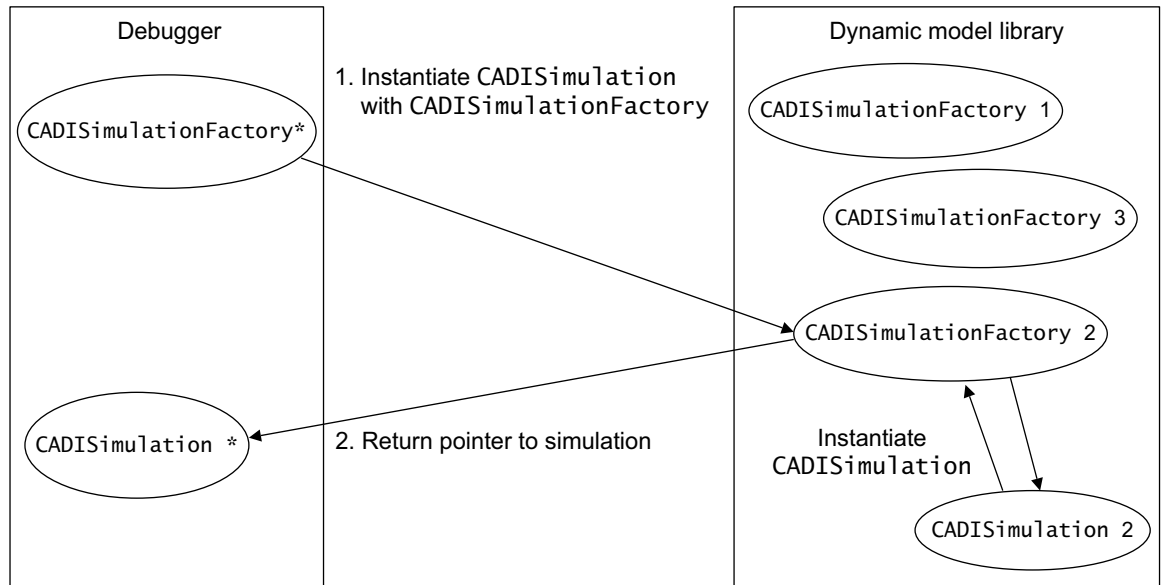 Debugger
CADISimulationFactory*
CADISimulation *
1. Instantiate CADISimulation
with CADISimulationFactory
2. Return pointer to simulation
Dynamic model library
CADISimulationFactory 1
CADISimulationFactory 3
CADISimulationFactory 2
Instantiate
CADISimulation
CADISimulation 2